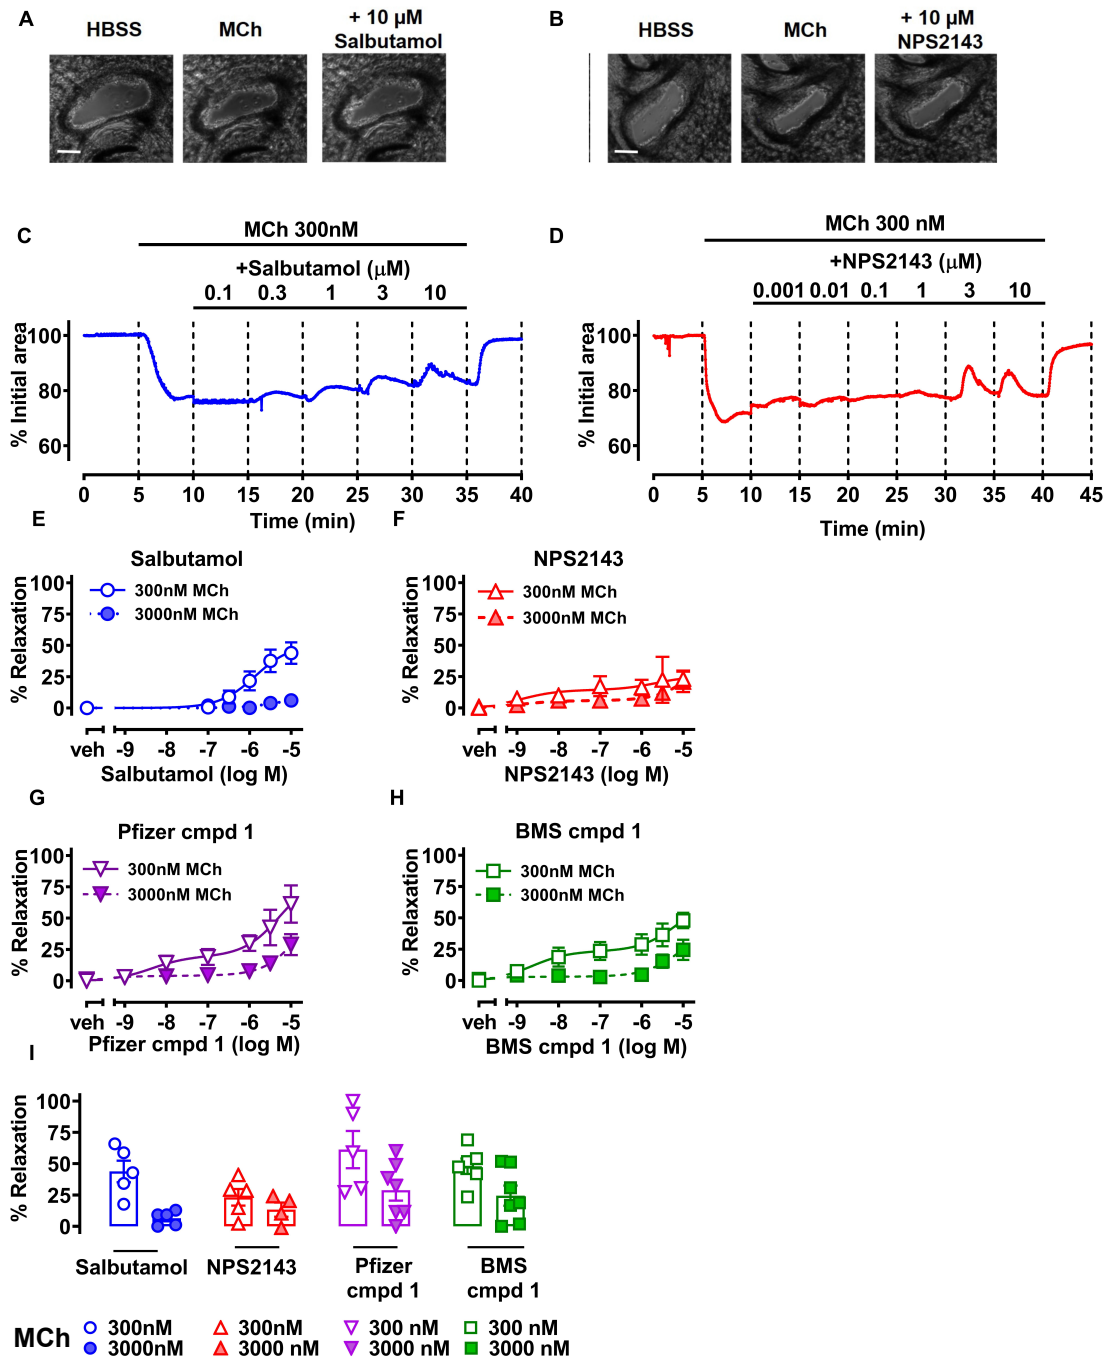 A
HBSS
MCh
+ 10 µM
Salbutamol
B
HBSS
MCh
+ 10 µM
NPS2143
C
MCh 300nM
+Salbutamol (µM)
0.1 0.3 1 3 10
% Initial area
100
80
60
0 5 10 15 20 25 30 35 40
Time (min)
D
MCh 300 nM
+NPS2143 (µM)
0.001 0.01 0.1 1 3 10
% Initial area
100
80
60
0 5 10 15 20 25 30 35 40 45
Time (min)
E
Salbutamol
% Relaxation
100
75
50
25
0
300nM MCh
3000nM MCh
veh -9 -8 -7 -6 -5
Salbutamol (log M)
F
NPS2143
% Relaxation
100
75
50
25
0
300nM MCh
3000nM MCh
veh -9 -8 -7 -6 -5
NPS2143 (log M)
G
Pfizer cmpd 1
% Relaxation
100
75
50
25
0
300nM MCh
3000nM MCh
veh -9 -8 -7 -6 -5
Pfizer cmpd 1 (log M)
H
BMS cmpd 1
% Relaxation
100
75
50
25
0
300nM MCh
3000nM MCh
veh -9 -8 -7 -6 -5
BMS cmpd 1 (log M)
I
% Relaxation
100
75
50
25
0
Salbutamol
NPS2143
Pfizer
cmpd 1
BMS
cmpd 1
MCh
300nM
3000nM
300nM
3000 nM
300 nM
3000 nM
300 nM
3000 nM